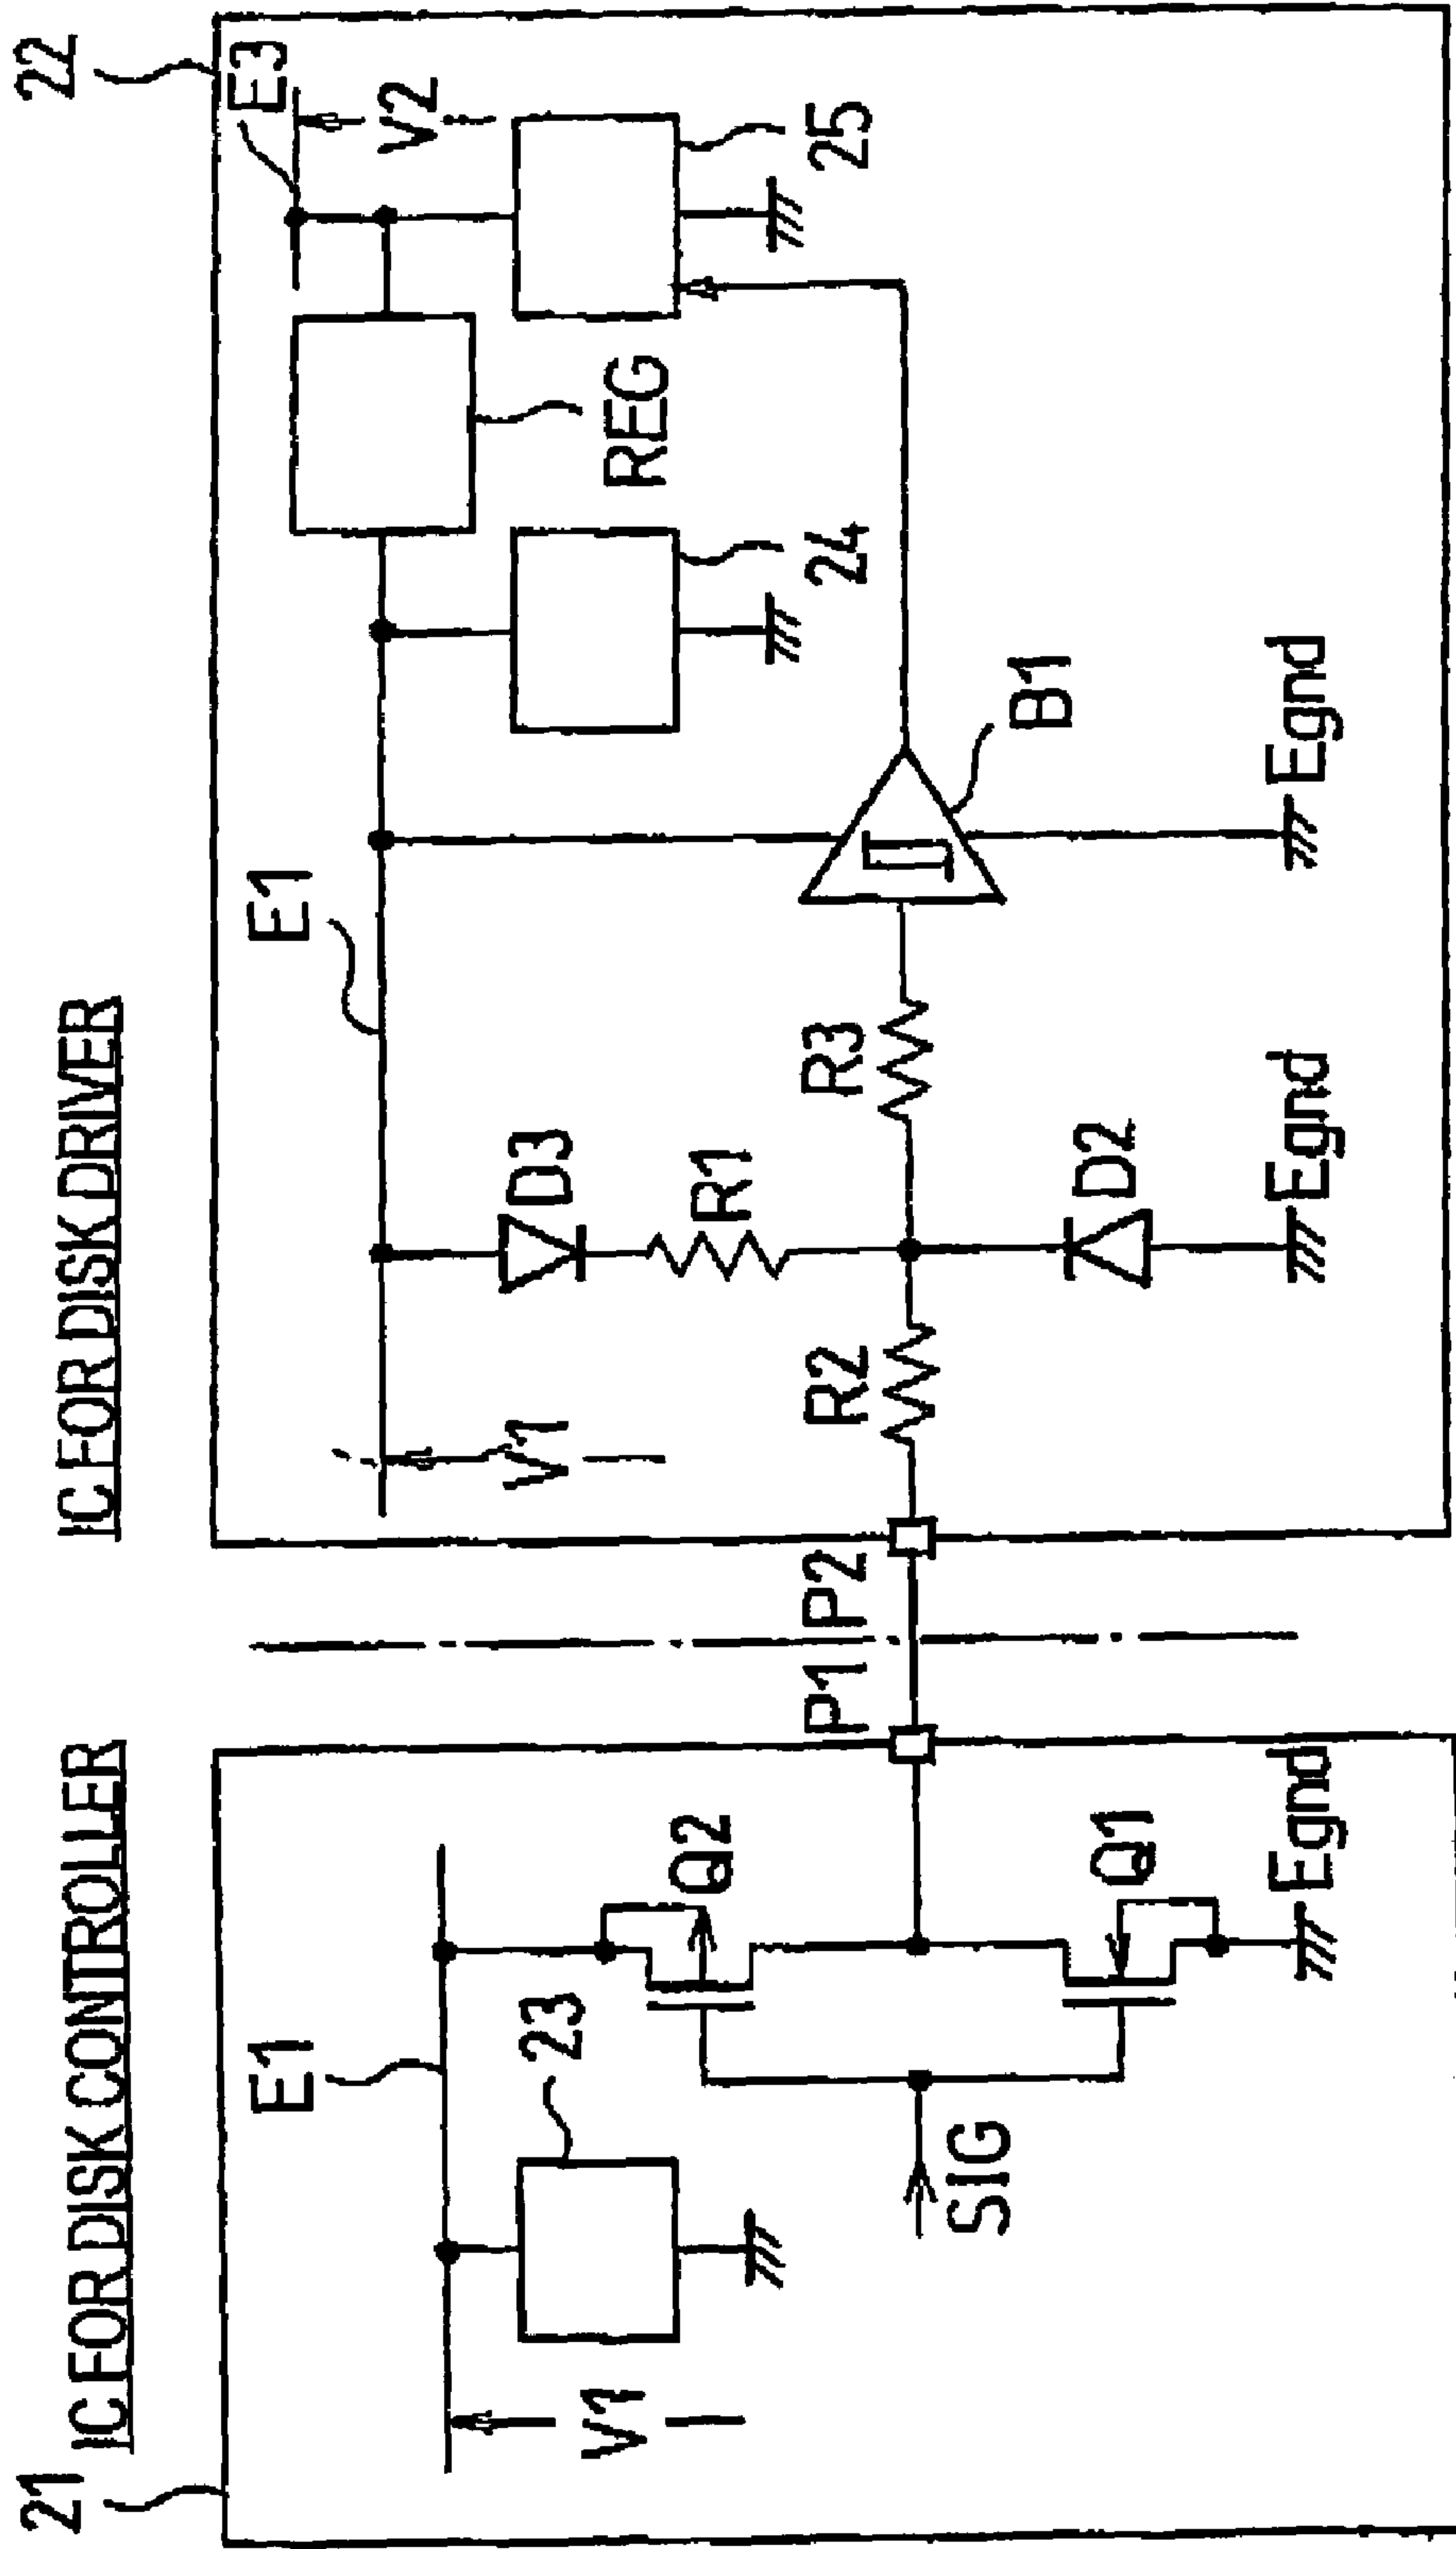 21
IC FOR DISK CONTROLLER
IC FOR DISK DRIVER
22
E1
E1
E3
V1
23
Q2
V1
D3
R1
REG
V2
24
25
SIG
P1
P2
R2
R3
B1
Q1
D2
Egnd
Egnd
Egnd